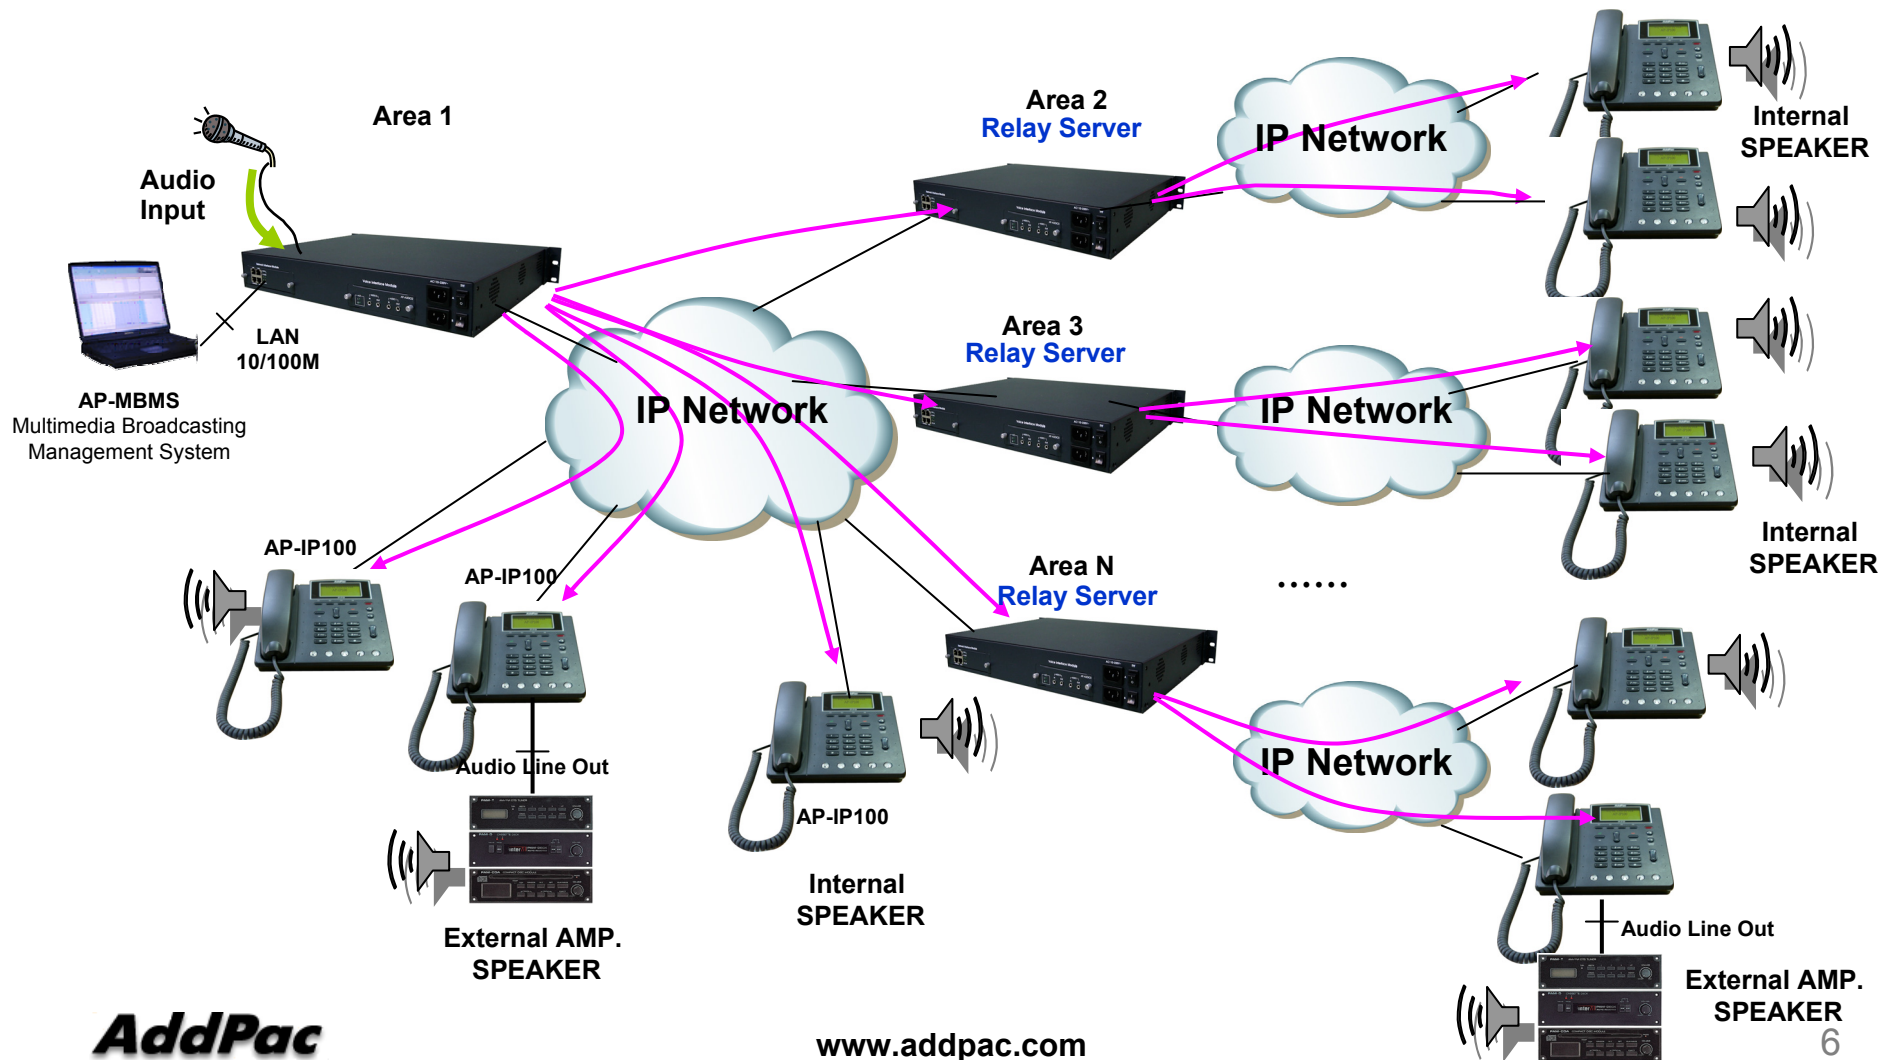 Area 1
Audio
Input
LAN
10/100M
AP-MBMS
Multimedia Broadcasting
Management System
IP Network
Area 2
Relay Server
IP Network
Internal
SPEAKER
Area 3
Relay Server
IP Network
Internal
SPEAKER
AP-IP100
AP-IP100
Audio Line Out
External AMP.
SPEAKER
AP-IP100
Internal
SPEAKER
Area N
Relay Server
......
IP Network
Audio Line Out
External AMP.
SPEAKER
AddPac
www.addpac.com
6